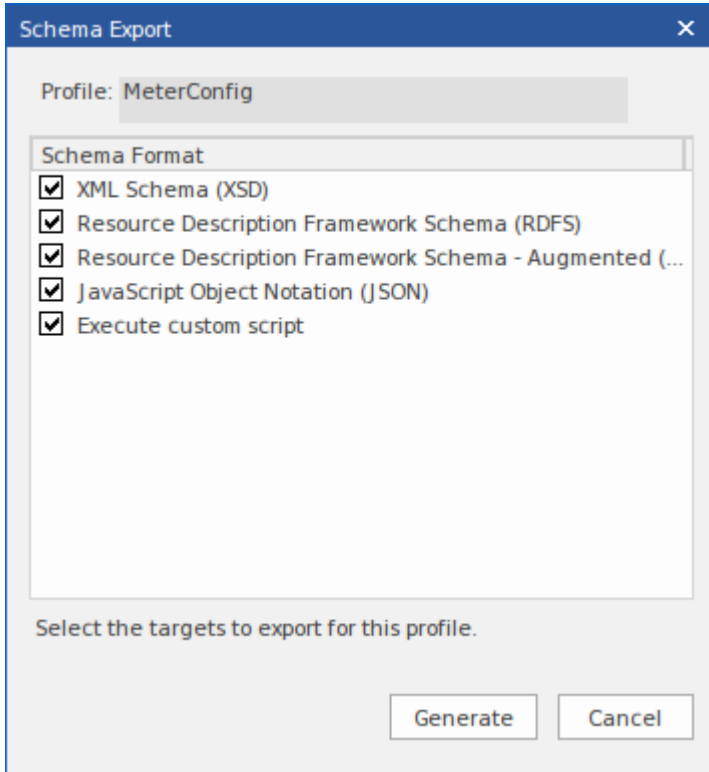 Schema Export
Profile: MeterConfig
Schema Format
XML Schema (XSD)
Resource Description Framework Schema (RDFS)
Resource Description Framework Schema - Augmented (...
JavaScript Object Notation (JSON)
Execute custom script
Select the targets to export for this profile.
Generate Cancel